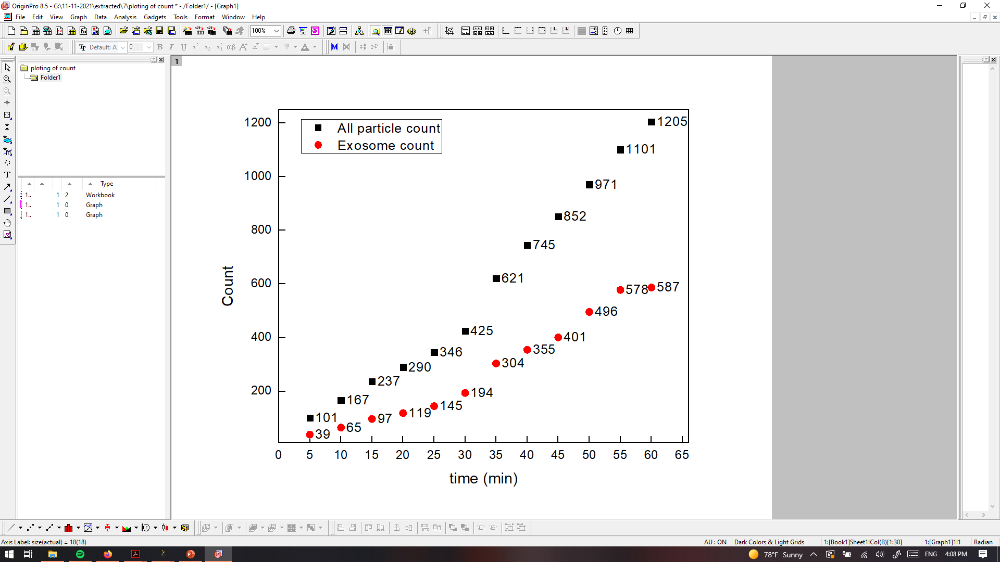 OriginPro 8.5 - G:\11-11-2021\extracted\7\ploting of count * - /Folder1/ - [Graph1]
File Edit View Graph Data Analysis Gadgets Tools Format Window Help
100%
Default: A 0 B I U x² x₂ αβ A A A
M
ploting of count
Folder1
Type
1.. 1 2 Workbook
1.. 1 0 Graph
1.. 1 0 Graph
T
1
All particle count
Exosome count
Count
1200
1000
800
600
400
200
1205
1101
971
852
745
621
425
346
290
237
167
101
587
578
496
401
355
304
194
145
119
97
65
39
0 5 10 15 20 25 30 35 40 45 50 55 60 65
time (min)
Axis Label: size(actual) = 18(18)
AU : ON Dark Colors & Light Grids 1:[Book1]Sheet1!Col(B)[1:30] 1:[Graph1]1!1 Radian
78°F Sunny ENG 4:08 PM